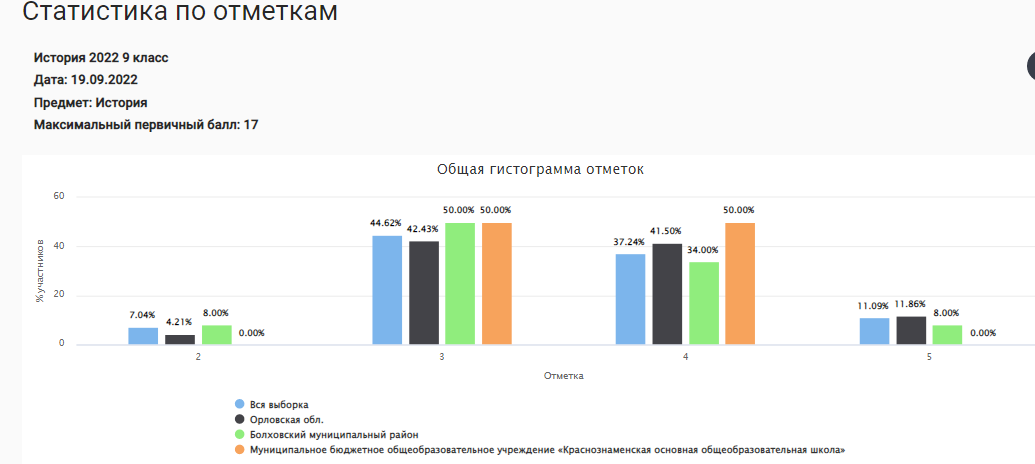 Статистика по отметкам
История 2022 9 класс
Дата: 19.09.2022
Предмет: История
Максимальный первичный балл: 17
Общая гистограмма отметок
60
40
20
0
% участников
7.04%
4.21%
8.00%
0.00%
44.62%
42.43%
50.00%
50.00%
37.24%
41.50%
34.00%
50.00%
11.09%
11.86%
8.00%
0.00%
2
3
4
5
Отметка
Вся выборка
Орловская обл.
Болховский муниципальный район
Муниципальное бюджетное общеобразовательное учреждение «Краснознаменская основная общеобразовательная школа»